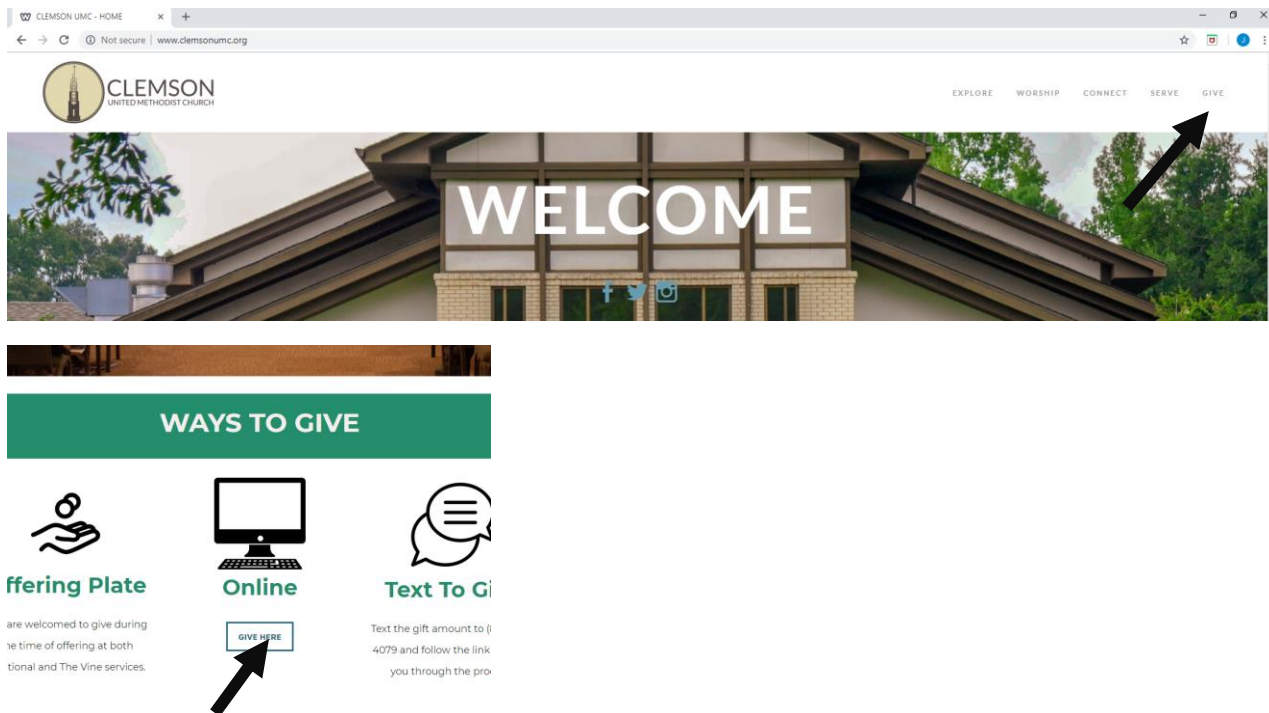 CLEMSON UMC - HOME
Not secure | www.clemsonumc.org
CLEMSON
UNITED METHODIST CHURCH
EXPLORE WORSHIP CONNECT SERVE GIVE
WELCOME
WAYS TO GIVE
ffering Plate
are welcomed to give during
he time of offering at both
tional and The Vine services.
Online
GIVE HERE
Text To Gi
Text the gift amount to (
4079 and follow the link
you through the pro